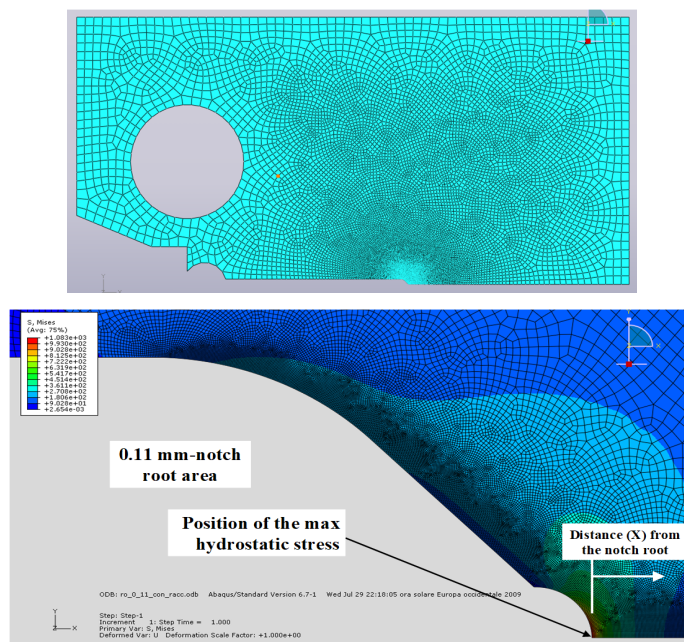 S, Mises
(Avg: 75%)
+1.083e+03
+9.930e+02
+9.028e+02
+8.125e+02
+7.222e+02
+6.319e+02
+5.417e+02
+4.514e+02
+3.611e+02
+2.708e+02
+1.806e+02
+9.028e+01
+2.654e-03
Y
X
0.11 mm-notch
root area
Position of the max
hydrostatic stress
Distance (X) from
the notch root
ODB: ro_0_11_con_racc.odb Abaqus/Standard Version 6.7-1 Wed Jul 29 22:18:05 ora solare Europa occidentale 2009
Y
X
Step: Step-1
Increment 1: Step Time = 1.000
Primary Var: S, Mises
Deformed Var: U Deformation Scale Factor: +1.000e+00